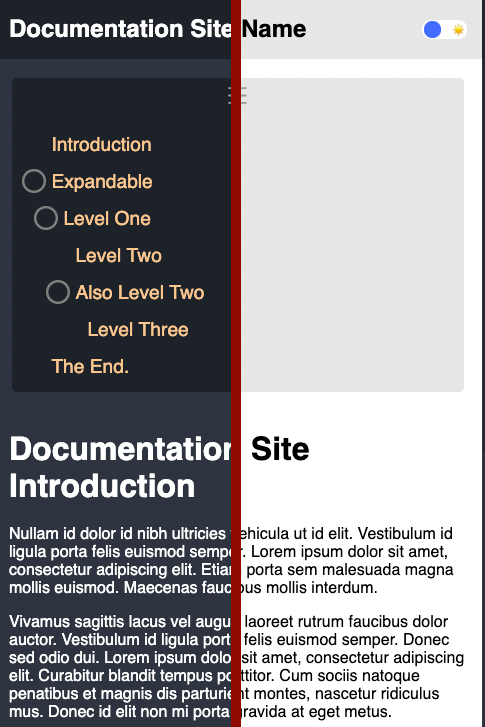 Documentation Site Name
Introduction
Expandable
Level One
Level Two
Also Level Two
Level Three
The End.
Documentation Site
Introduction
Nullam id dolor id nibh ultricies vehicula ut id elit. Vestibulum id
ligula porta felis euismod semper. Lorem ipsum dolor sit amet,
consectetur adipiscing elit. Etiam porta sem malesuada magna
mollis euismod. Maecenas faucibus mollis interdum.
Vivamus sagittis lacus vel augue laoreet rutrum faucibus dolor
auctor. Vestibulum id ligula porta felis euismod semper. Donec
sed odio dui. Lorem ipsum dolor sit amet, consectetur adipiscing
elit. Curabitur blandit tempus porttitor. Cum sociis natoque
penatibus et magnis dis parturient montes, nascetur ridiculus
mus. Donec id elit non mi porta gravida at eget metus.